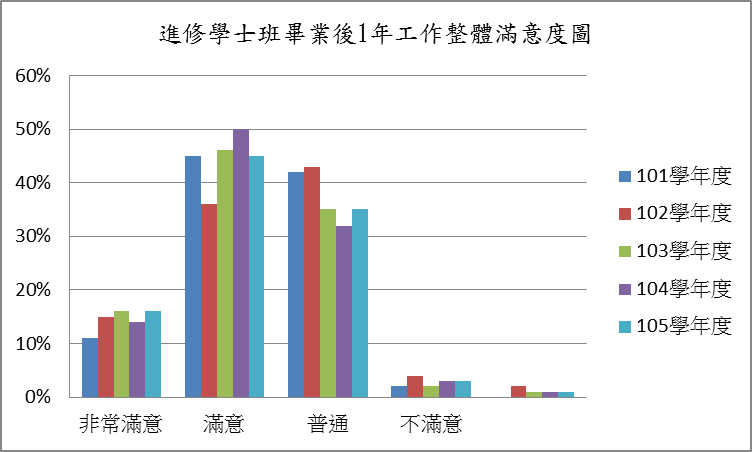 進修學士班畢業後1年工作整體滿意度圖
60%
50%
40%
30%
20%
10%
0%
非常滿意 滿意 普通 不滿意
101學年度
102學年度
103學年度
104學年度
105學年度